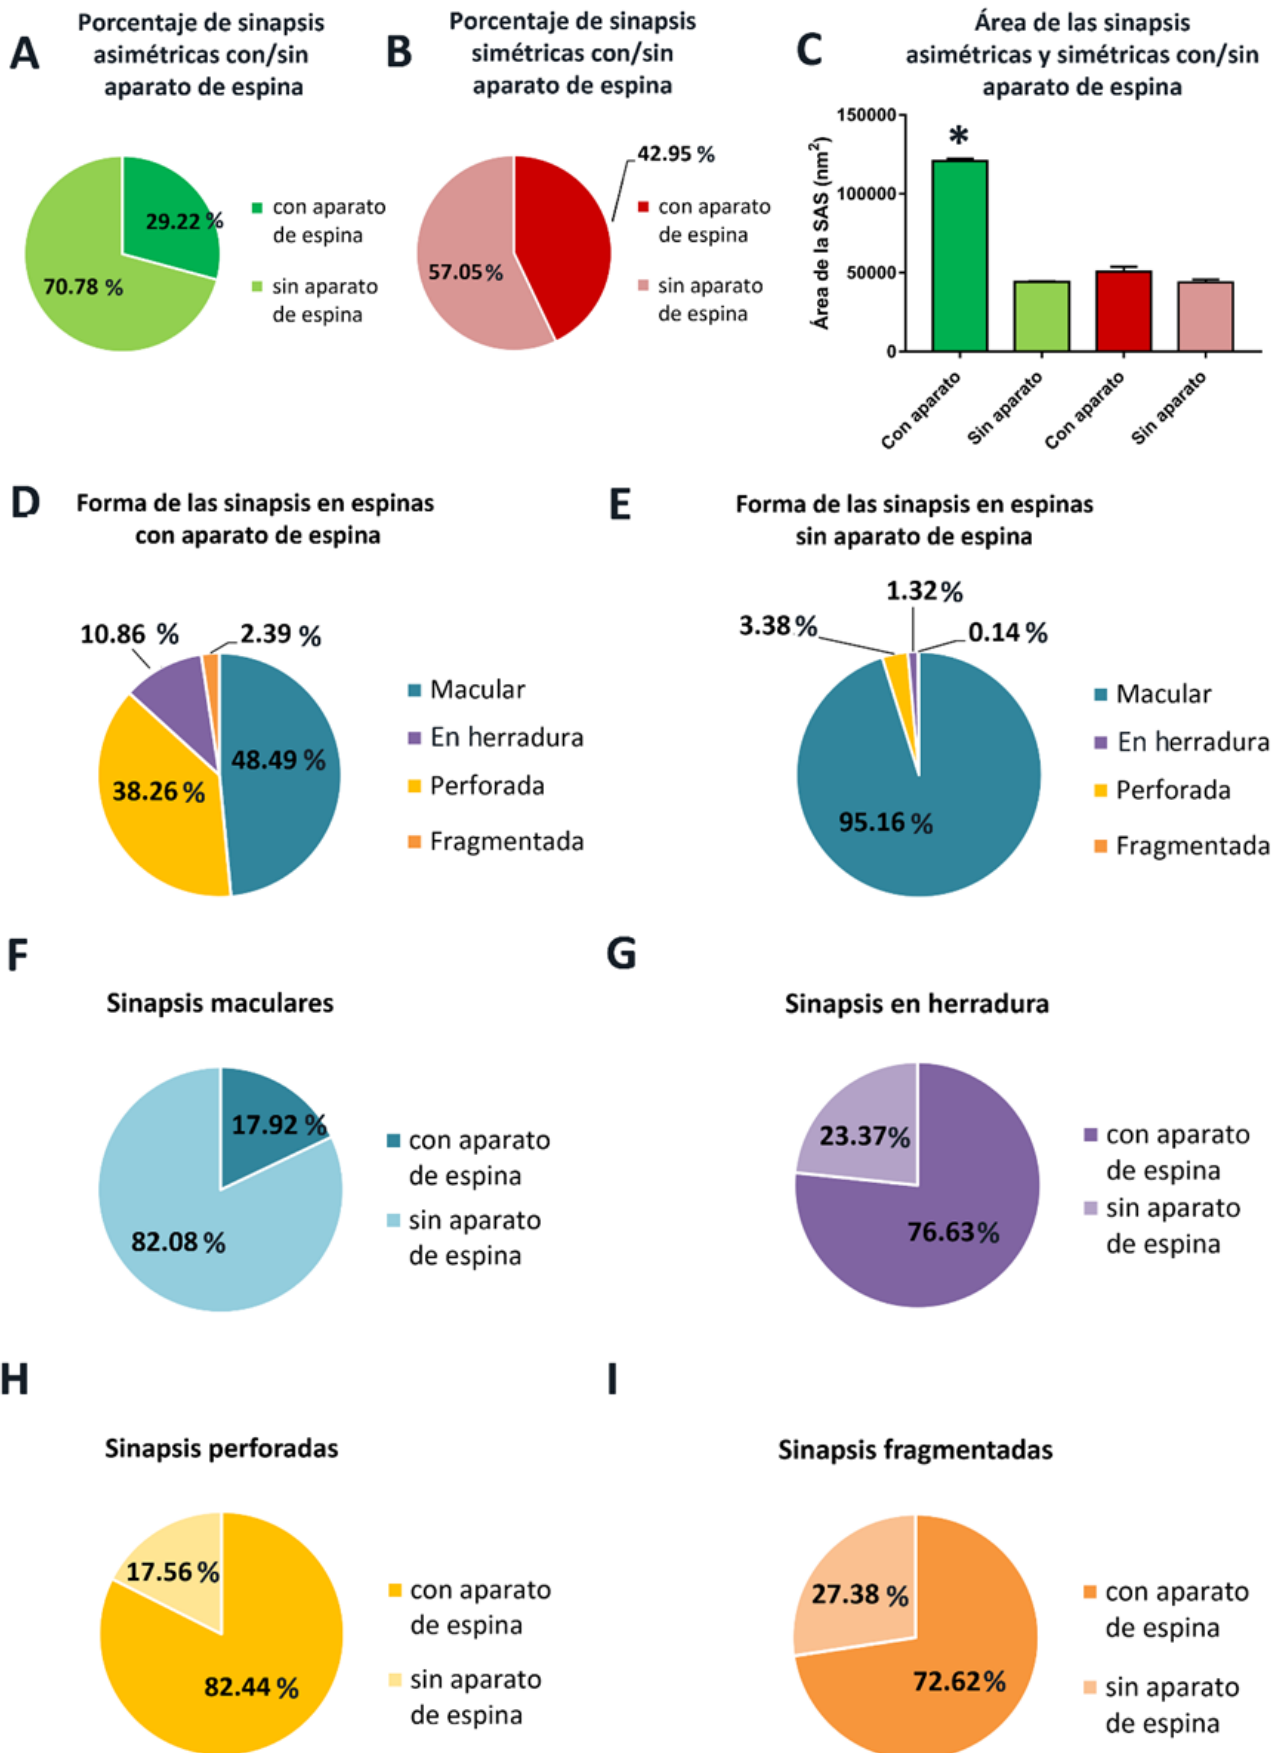 A
Porcentaje de sinapsis
asimétricas con/sin
aparato de espina
29.22 %
70.78 %
con aparato
de espina
sin aparato
de espina
B
Porcentaje de sinapsis
simétricas con/sin
aparato de espina
42.95 %
57.05 %
con aparato
de espina
sin aparato
de espina
C
Área de las sinapsis
asimétricas y simétricas con/sin
aparato de espina
Área de la SAS (nm²)
150000
100000
50000
0
*
Con aparato
Sin aparato
Con aparato
Sin aparato
D
Forma de las sinapsis en espinas
con aparato de espina
10.86 %
2.39 %
48.49 %
38.26 %
Macular
En herradura
Perforada
Fragmentada
E
Forma de las sinapsis en espinas
sin aparato de espina
1.32 %
3.38 %
0.14 %
95.16 %
Macular
En herradura
Perforada
Fragmentada
F
Sinapsis maculares
17.92 %
82.08 %
con aparato
de espina
sin aparato
de espina
G
Sinapsis en herradura
23.37%
76.63%
con aparato
de espina
sin aparato
de espina
H
Sinapsis perforadas
17.56 %
82.44 %
con aparato
de espina
sin aparato
de espina
I
Sinapsis fragmentadas
27.38 %
72.62%
con aparato
de espina
sin aparato
de espina